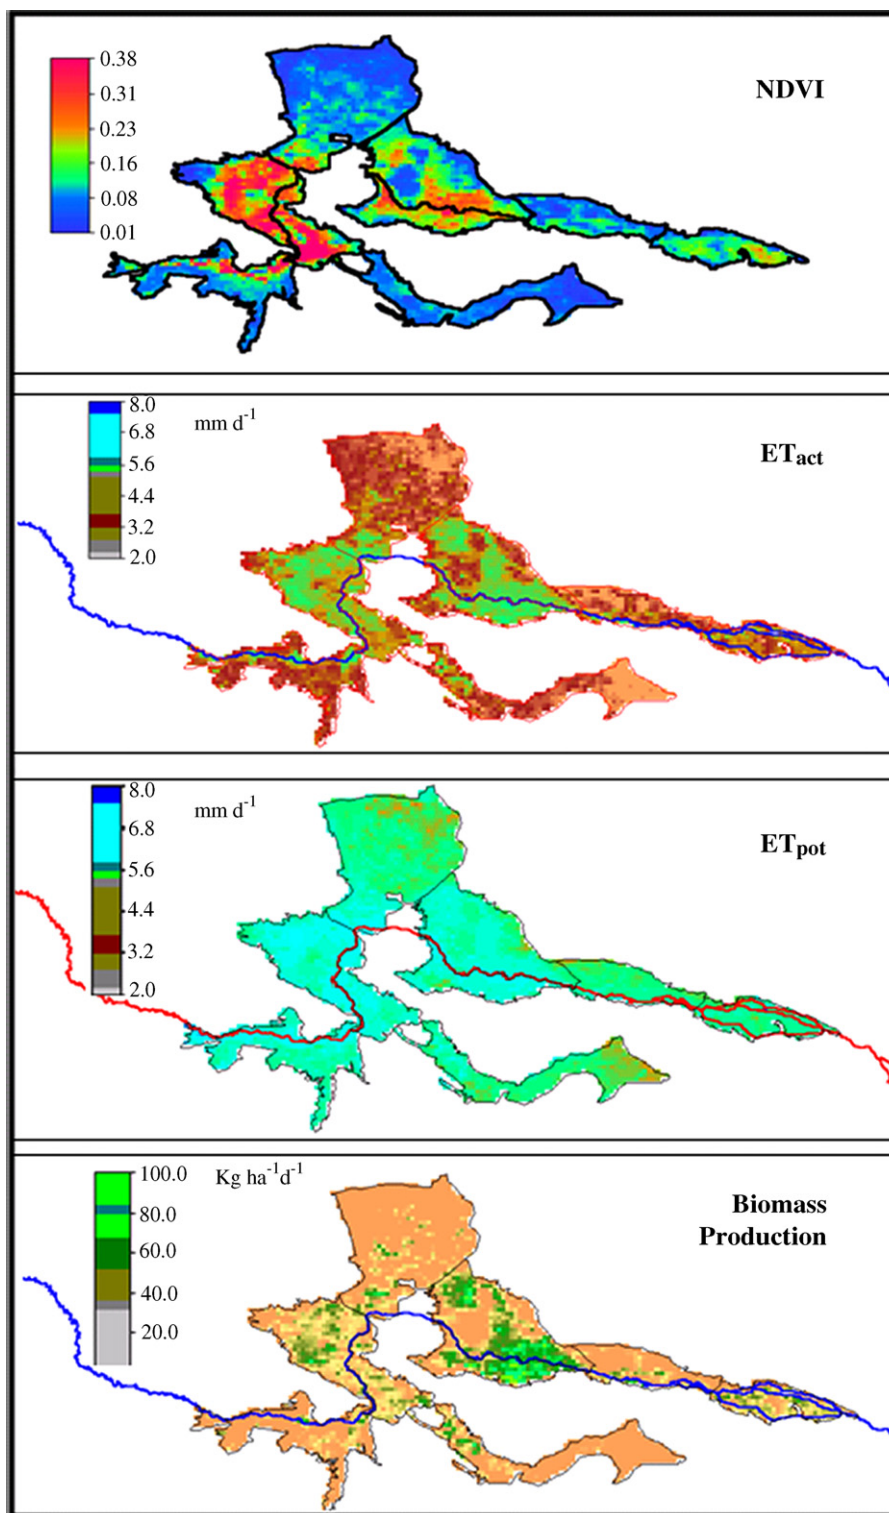 0.38
0.31
0.23
0.16
0.08
0.01
NDVI
8.0
6.8
5.6
4.4
3.2
2.0
mm d⁻¹
ETact
8.0
6.8
5.6
4.4
3.2
2.0
mm d⁻¹
ETpot
100.0
80.0
60.0
40.0
20.0
Kg ha⁻¹d⁻¹
Biomass
Production